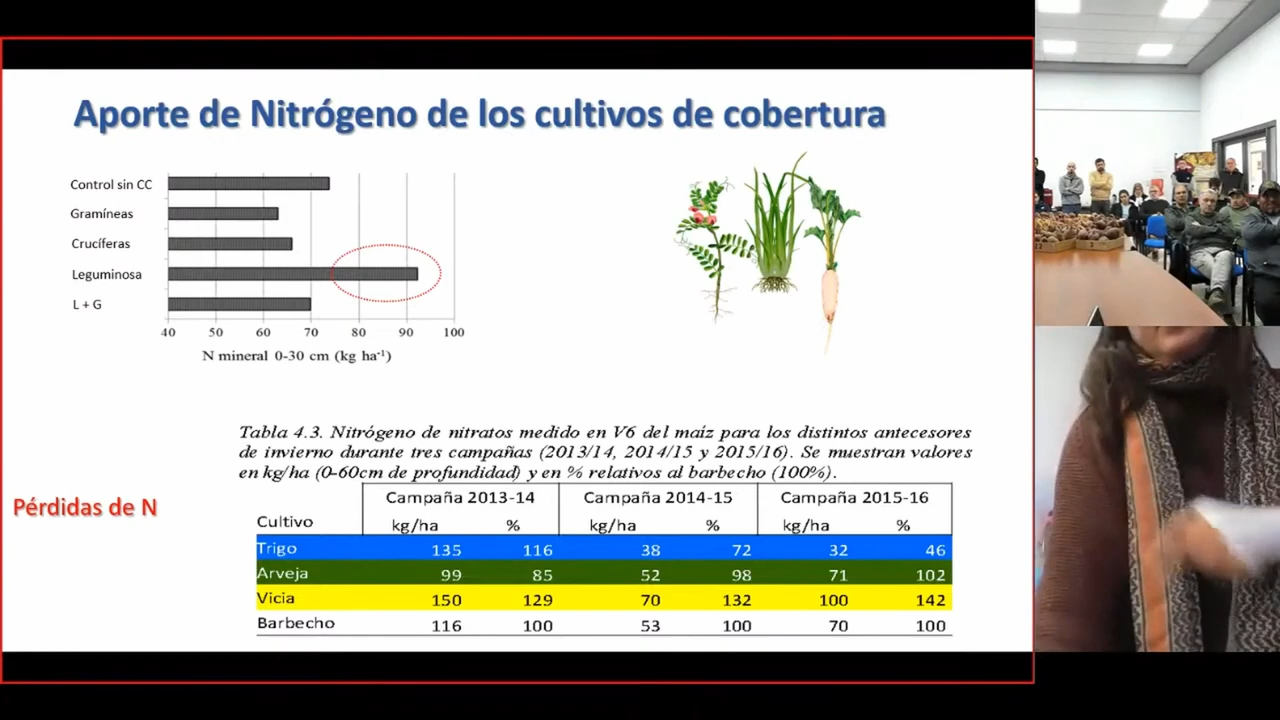 Aporte de Nitrógeno de los cultivos de cobertura
Control sin CC
Gramíneas
Crucíferas
Leguminosa
L + G
40 50 60 70 80 90 100
N mineral 0-30 cm (kg ha⁻¹)
Tabla 4.3. Nitrógeno de nitratos medido en V6 del maíz para los distintos antecesores
de invierno durante tres campañas (2013/14, 2014/15 y 2015/16). Se muestran valores
en kg/ha (0-60cm de profundidad) y en % relativos al barbecho (100%).
Pérdidas de N
Campaña 2013-14 Campaña 2014-15 Campaña 2015-16
Cultivo kg/ha % kg/ha % kg/ha %
Trigo 135 116 38 72 32 46
Arveja 99 85 52 98 71 102
Vicia 150 129 70 132 100 142
Barbecho 116 100 53 100 70 100